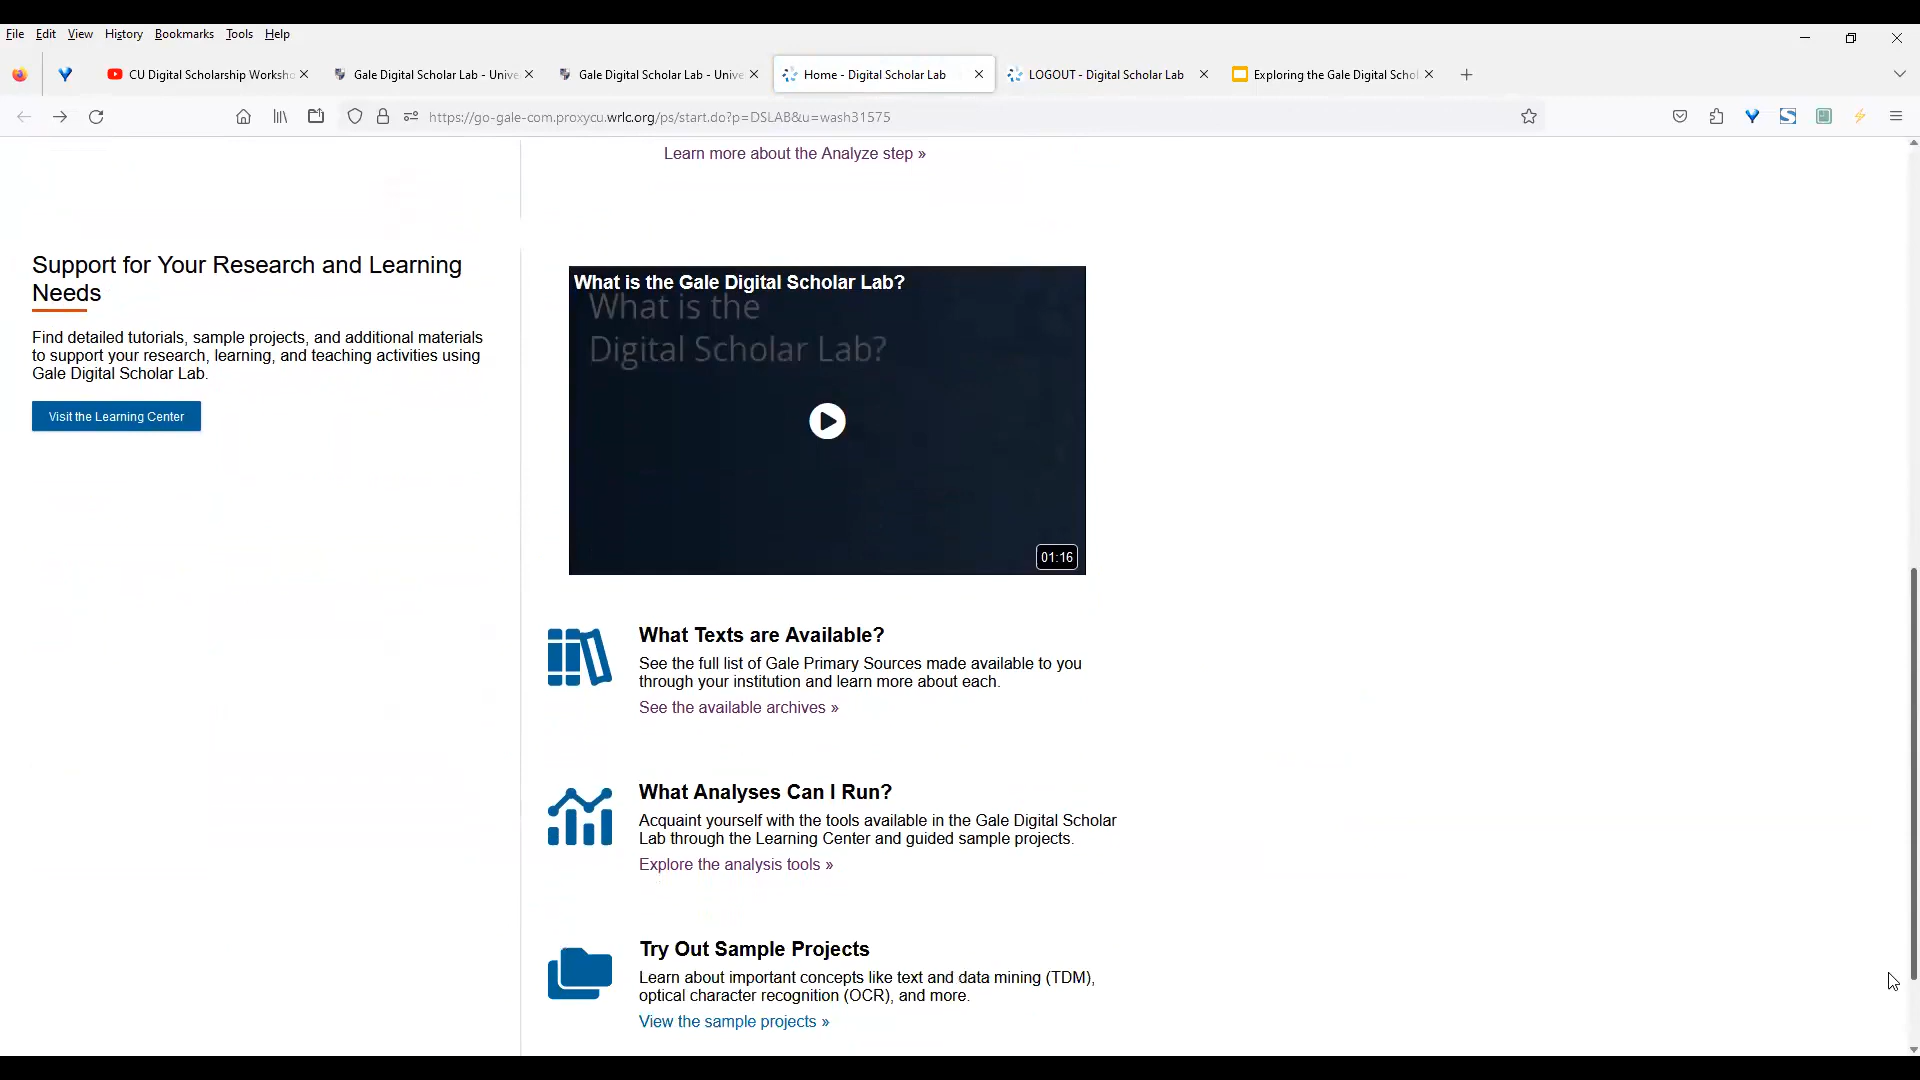 File Edit View History Bookmarks Tools Help
CU Digital Scholarship Worksho
Gale Digital Scholar Lab - Unive
Gale Digital Scholar Lab - Unive
Home - Digital Scholar Lab
LOGOUT - Digital Scholar Lab
Exploring the Gale Digital Schol
https://go-gale-com.proxycu.wrlc.org/ps/start.do?p=DSLAB&u=wash31575
Learn more about the Analyze step »
Support for Your Research and Learning
Needs
Find detailed tutorials, sample projects, and additional materials
to support your research, learning, and teaching activities using
Gale Digital Scholar Lab.
Visit the Learning Center
What is the Gale Digital Scholar Lab?
What is the
Digital Scholar Lab?
01:16
What Texts are Available?
See the full list of Gale Primary Sources made available to you
through your institution and learn more about each.
See the available archives »
What Analyses Can I Run?
Acquaint yourself with the tools available in the Gale Digital Scholar
Lab through the Learning Center and guided sample projects.
Explore the analysis tools »
Try Out Sample Projects
Learn about important concepts like text and data mining (TDM),
optical character recognition (OCR), and more.
View the sample projects »